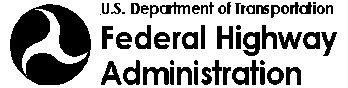 U.S. Department of Transportation
Federal Highway
Administration